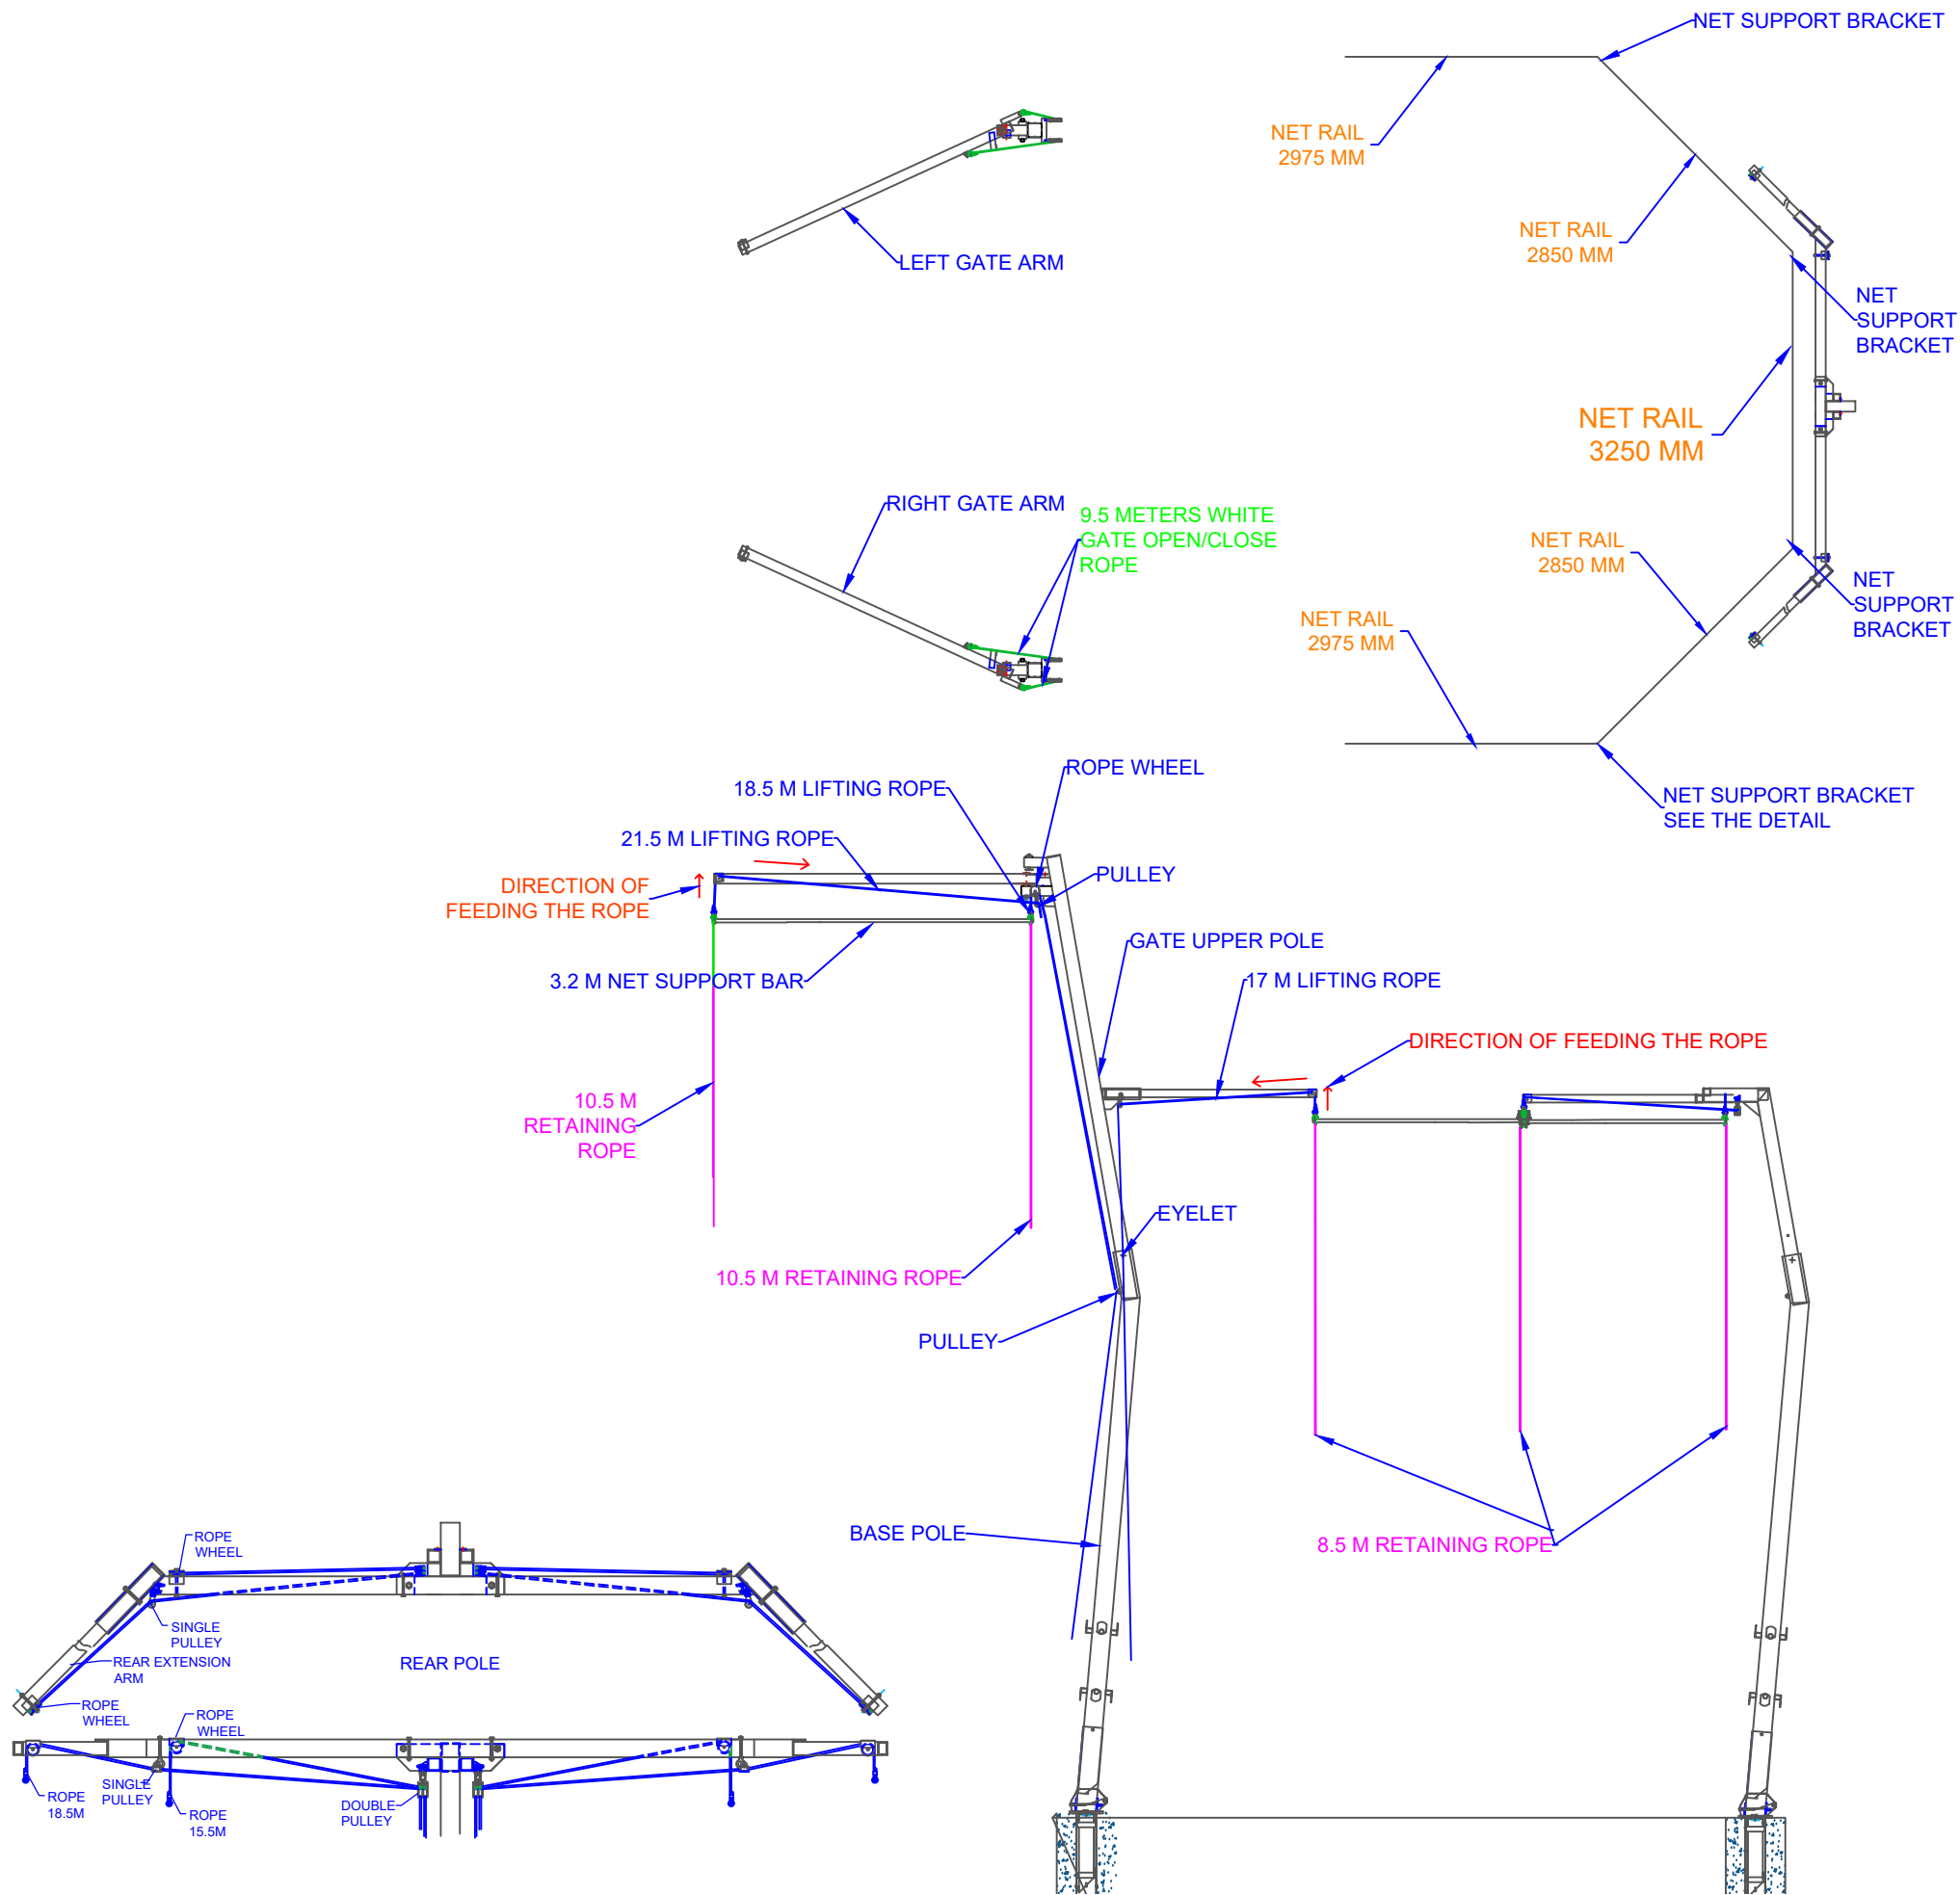 NET SUPPORT BRACKET
NET RAIL
2975 MM
NET RAIL
2850 MM
LEFT GATE ARM
NET
SUPPORT
BRACKET
NET RAIL
3250 MM
RIGHT GATE ARM
9.5 METERS WHITE
GATE OPEN/CLOSE
ROPE
NET RAIL
2850 MM
NET
SUPPORT
BRACKET
NET RAIL
2975 MM
ROPE WHEEL
18.5 M LIFTING ROPE
NET SUPPORT BRACKET
SEE THE DETAIL
21.5 M LIFTING ROPE
PULLEY
DIRECTION OF
FEEDING THE ROPE
GATE UPPER POLE
3.2 M NET SUPPORT BAR
17 M LIFTING ROPE
DIRECTION OF FEEDING THE ROPE
10.5 M
RETAINING
ROPE
EYELET
10.5 M RETAINING ROPE
PULLEY
BASE POLE
8.5 M RETAINING ROPE
ROPE
WHEEL
SINGLE
PULLEY
REAR EXTENSION
ARM
REAR POLE
ROPE
WHEEL
ROPE
WHEEL
SINGLE
PULLEY
ROPE
18.5M
ROPE
15.5M
DOUBLE
PULLEY